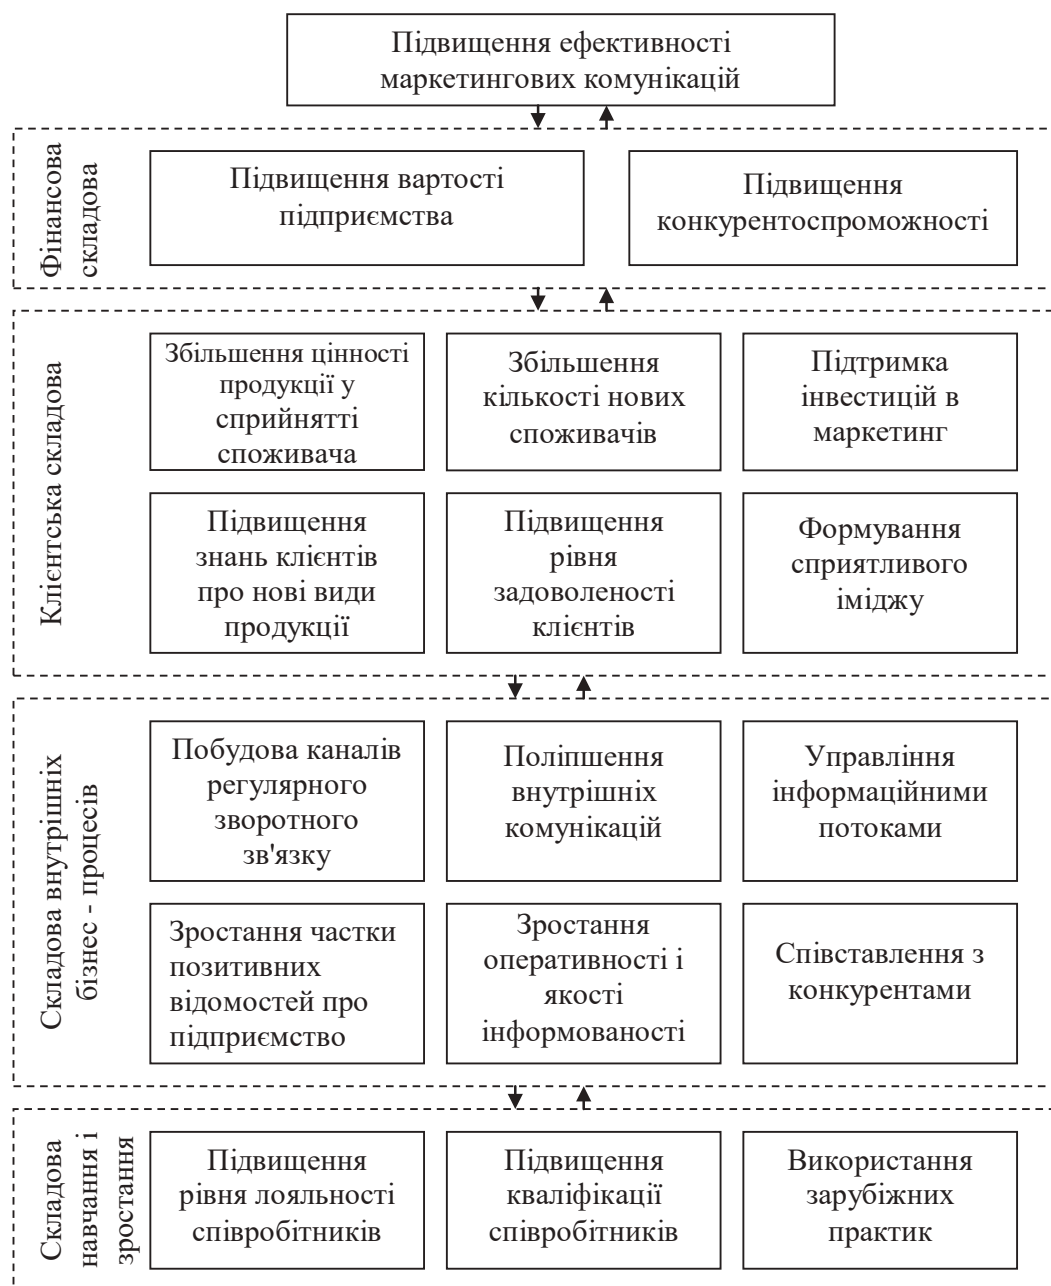 Підвищення ефективності
маркетингових комунікацій
Фінансова
складова
Підвищення вартості
підприємства
Підвищення
конкурентоспроможності
Клієнтська складова
Збільшення цінності
продукції у
сприйнятті
споживача
Збільшення
кількості нових
споживачів
Підтримка
інвестицій в
маркетинг
Підвищення
знань клієнтів
про нові види
продукції
Підвищення
рівня
задоволеності
клієнтів
Формування
сприятливого
іміджу
Складова внутрішніх
бізнес - процесів
Побудова каналів
регулярного
зворотного
зв'язку
Поліпшення
внутрішніх
комунікацій
Управління
інформаційними
потоками
Зростання частки
позитивних
відомостей про
підприємство
Зростання
оперативності і
якості
інформованості
Співставлення з
конкурентами
Складова
навчання і
зростання
Підвищення
рівня лояльності
співробітників
Підвищення
кваліфікації
співробітників
Використання
зарубіжних
практик